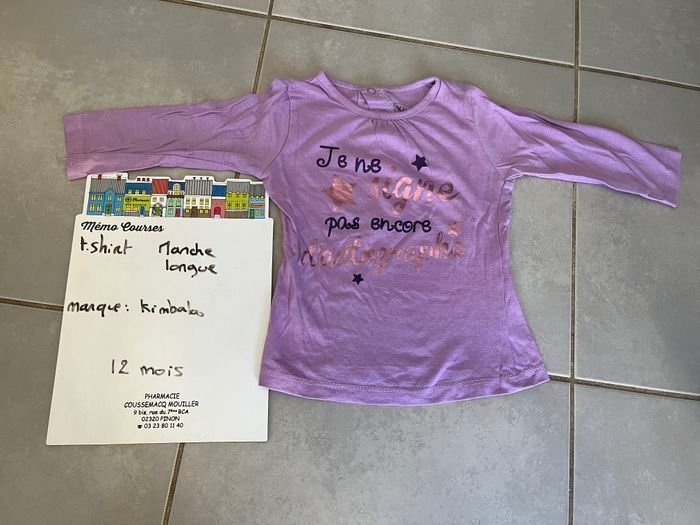 Je ne
signe
pas encore
d'autographe
Mémo Courses
t.shirt Manche
longue
marque: Kimbaloo
12 mois
PHARMACIE
COUSSEMACQ MOUILLER
9 bis, rue du 7ème BCA
02320 PINON
☎ 03 23 80 11 40